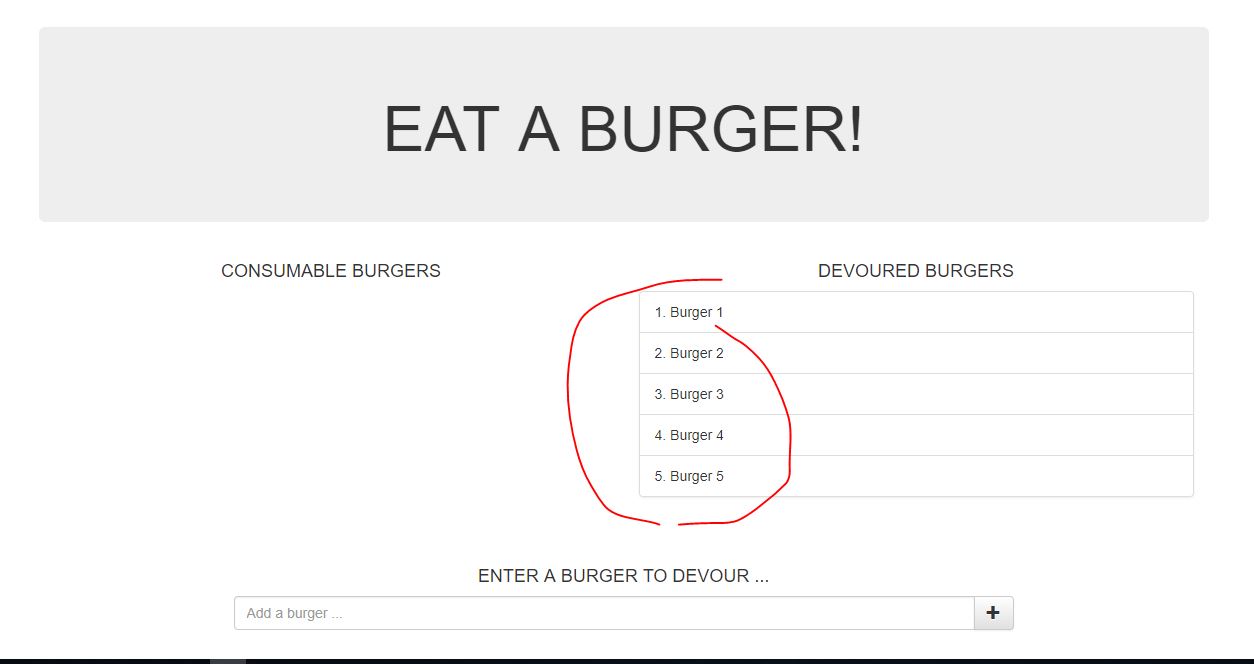 EAT A BURGER!
CONSUMABLE BURGERS
DEVOURED BURGERS
1. Burger 1
2. Burger 2
3. Burger 3
4. Burger 4
5. Burger 5
ENTER A BURGER TO DEVOUR ...
Add a burger ...
+